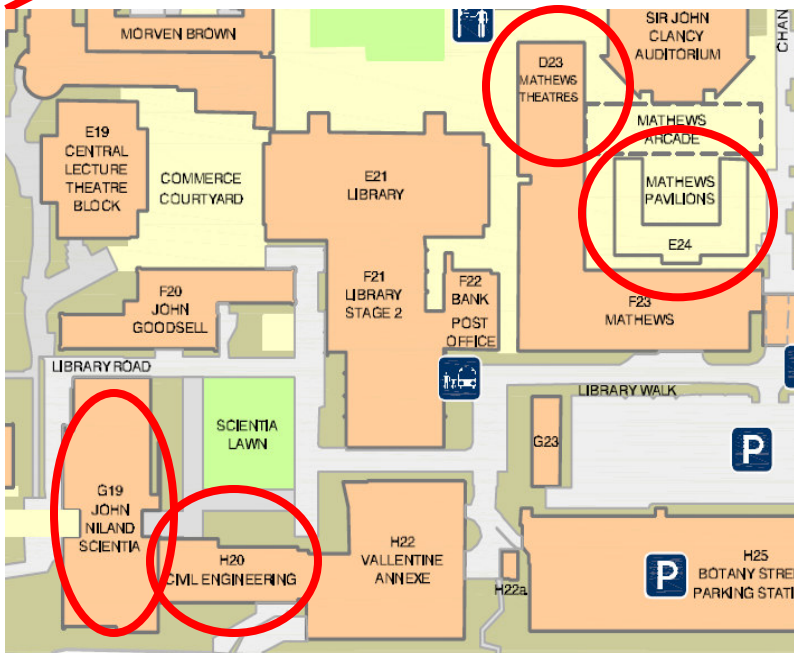 MORVEN BROWN
SIR JOHN
CLANCY
AUDITORIUM
CHAN
D23
MATHEWS
THEATRES
MATHEWS
ARCADE
E19
CENTRAL
LECTURE
THEATRE
BLOCK
COMMERCE
COURTYARD
E21
LIBRARY
MATHEWS
PAVILIONS
E24
F20
JOHN
GOODSELL
F21
LIBRARY
STAGE 2
F22
BANK
POST
OFFICE
F23
MATHEWS
LIBRARY ROAD
LIBRARY WALK
SCIENTIA
LAWN
G23
P
G19
JOHN
NILAND
SCIENTIA
H20
CIVIL ENGINEERING
H22
VALLENTINE
ANNEXE
H22a
P
H25
BOTANY STRE
PARKING STATI